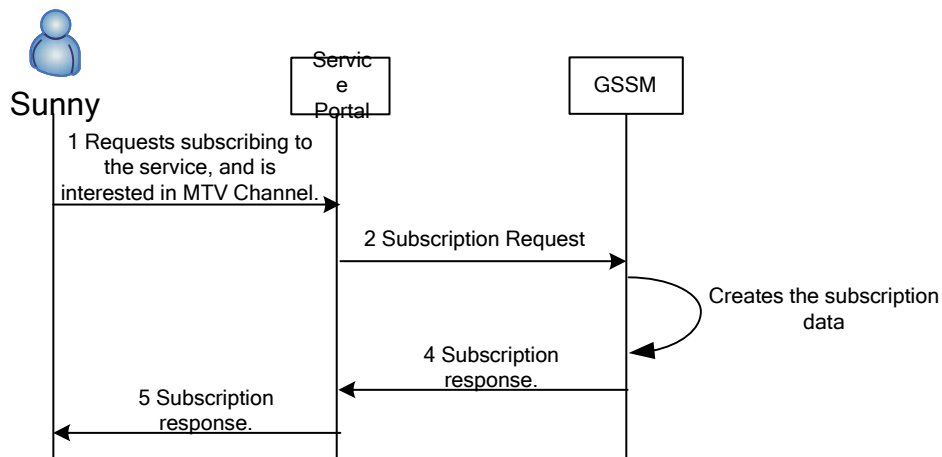 Sunny
Servic
e
Portal
GSSM
1 Requests subscribing to
the service, and is
interested in MTV Channel.
2 Subscription Request
Creates the subscription
data
4 Subscription
response.
5 Subscription
response.